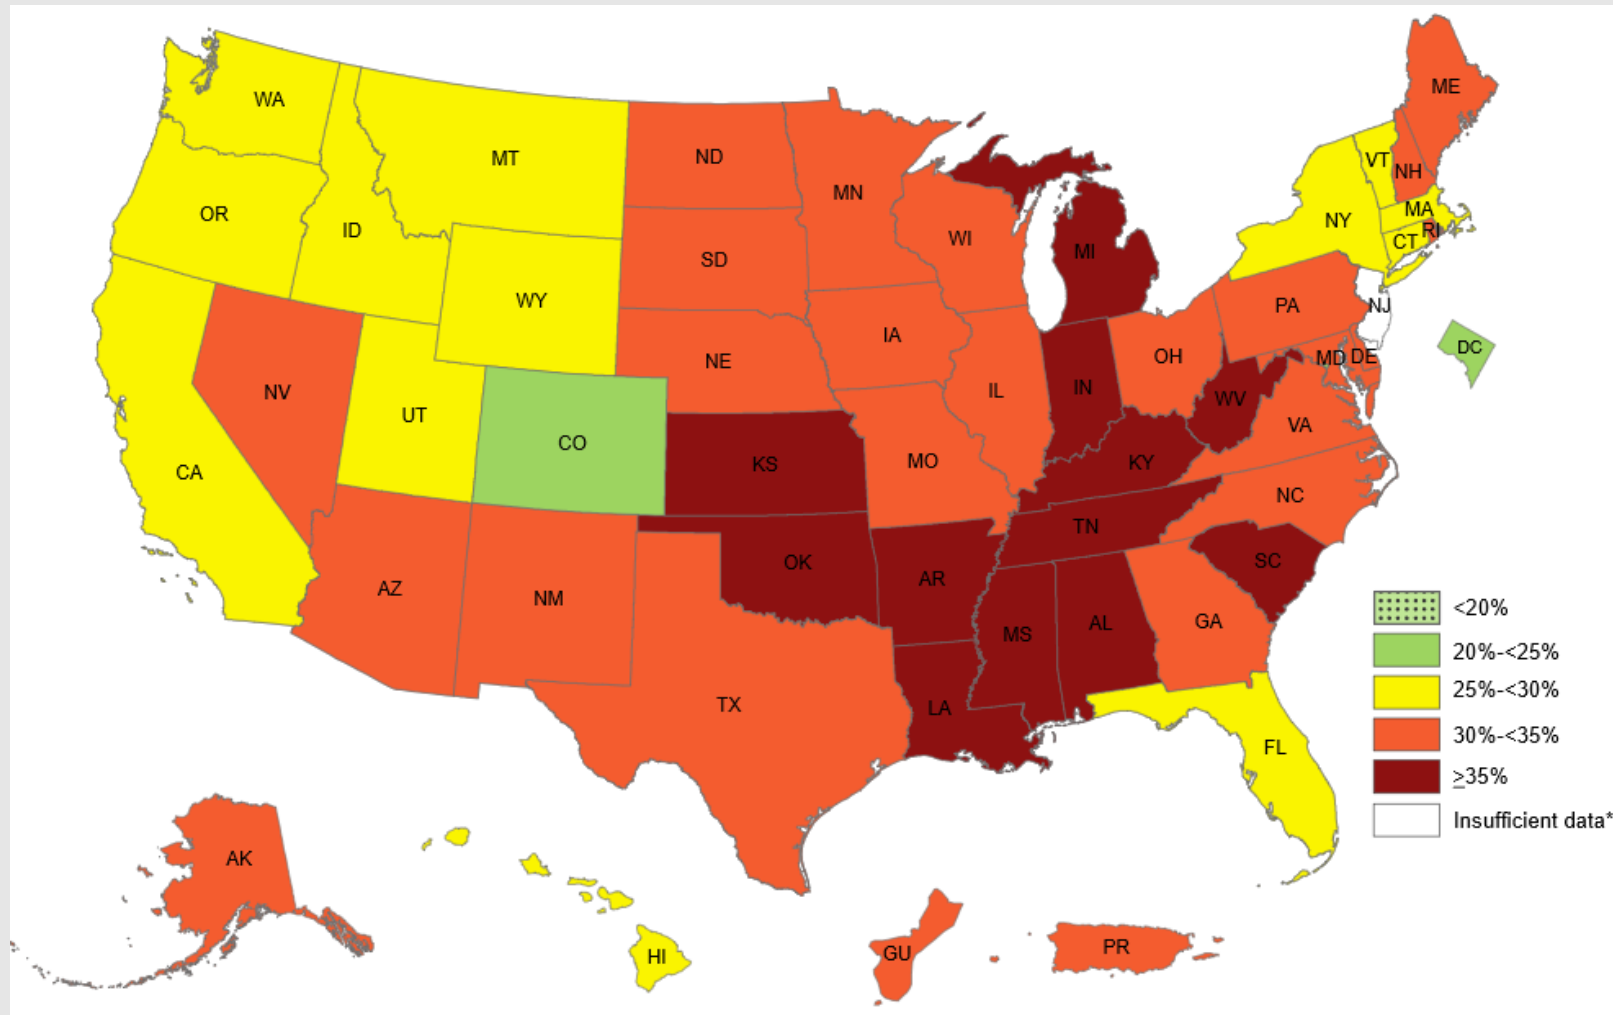 ME
WA
MT
ND
VT
NH
MN
OR
ID
NY
MA
CT
RI
WI
MI
SD
WY
PA
NJ
IA
NE
OH
MD
DE
DC
NV
UT
CO
IL
IN
WV
VA
CA
KS
MO
KY
NC
TN
OK
AR
SC
AZ
NM
MS
AL
GA
TX
LA
FL
<20%
20%-<25%
25%-<30%
30%-<35%
≥35%
Insufficient data*
AK
HI
GU
PR